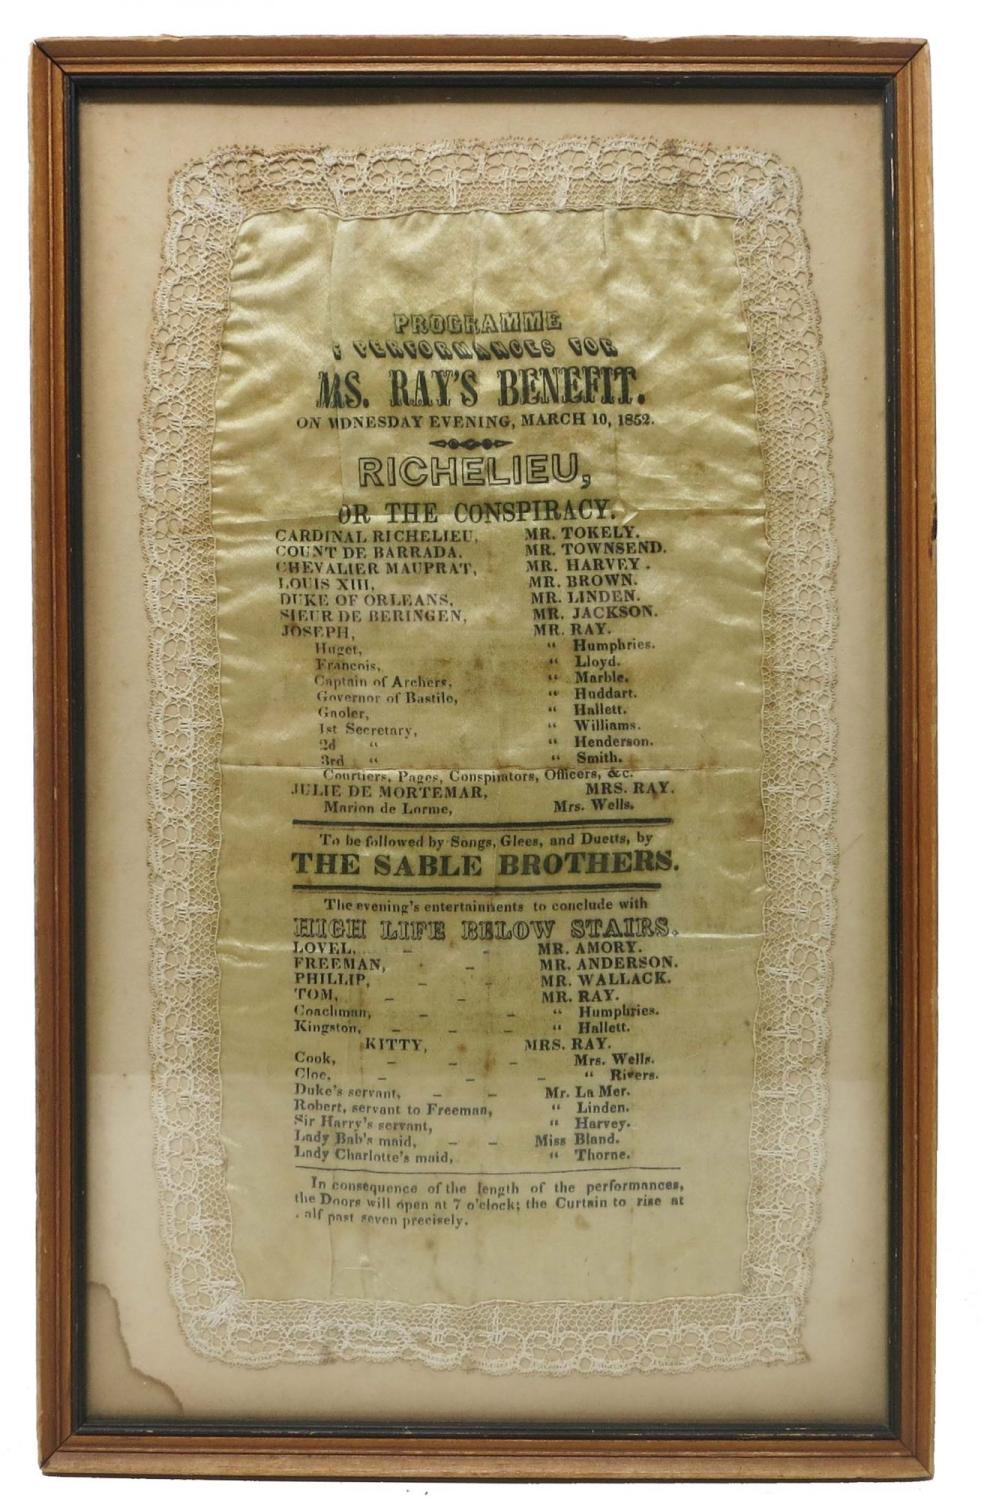 PROGRAMME
F PERFORMANCES FOR
MS. RAY'S BENEFIT.
ON WDNESDAY EVENING, MARCH 10, 1852.
RICHELIEU,
OR THE CONSPIRACY.
CARDINAL RICHELIEU, MR. TOKELY.
COUNT DE BARRADA. MR. TOWNSEND.
CHEVALIER MAUPRAT, MR. HARVEY.
LOUIS XIII, MR. BROWN.
DUKE OF ORLEANS, MR. LINDEN.
SIEUR DE BERINGEN, MR. JACKSON.
JOSEPH, MR. RAY.
Huget, " Humphries.
Francois, " Lloyd.
Captain of Archers, " Marble.
Governor of Bastile, " Huddart.
Gaoler, " Hallett.
1st Secretary, " Williams.
2d " " Henderson.
3rd " " Smith.
Courtiers, Pages, Conspirators, Officers, &c.
JULIE DE MORTEMAR, MRS. RAY.
Marion de Lorme, Mrs. Wells.
To be followed by Songs, Glees, and Duetts, by
THE SABLE BROTHERS.
The evening's entertainments to conclude with
HIGH LIFE BELOW STAIRS.
LOVEL, - - MR. AMORY.
FREEMAN, - - MR. ANDERSON.
PHILLIP, - - MR. WALLACK.
TOM, - - MR. RAY.
Coachman, - - " Humphries.
Kingston, - - - " Hallett.
KITTY, MRS. RAY.
Cook, - - - Mrs. Wells.
Cloe, - - - " Rivers.
Duke's servant, - - Mr. La Mer.
Robert, servant to Freeman, " Linden.
Sir Harry's servant, " Harvey.
Lady Bab's maid, - - Miss Bland.
Lady Charlotte's maid, " Thorne.
In consequence of the length of the performances,
the Doors will open at 7 o'clock; the Curtain to rise at
alf past seven precisely.